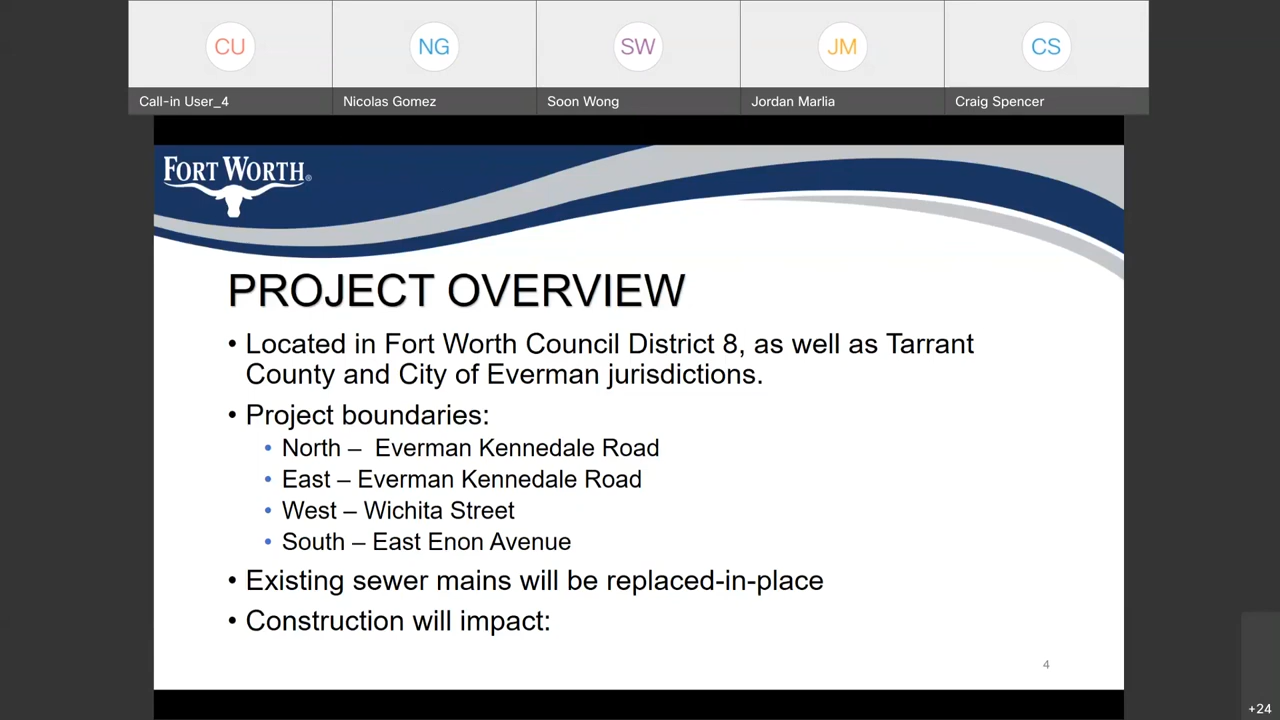 CU
NG
SW
JM
CS
Call-in User_4
Nicolas Gomez
Soon Wong
Jordan Marlia
Craig Spencer
FORT WORTH®
PROJECT OVERVIEW
• Located in Fort Worth Council District 8, as well as Tarrant
County and City of Everman jurisdictions.
• Project boundaries:
• North – Everman Kennedale Road
• East – Everman Kennedale Road
• West – Wichita Street
• South – East Enon Avenue
• Existing sewer mains will be replaced-in-place
• Construction will impact:
4
+24